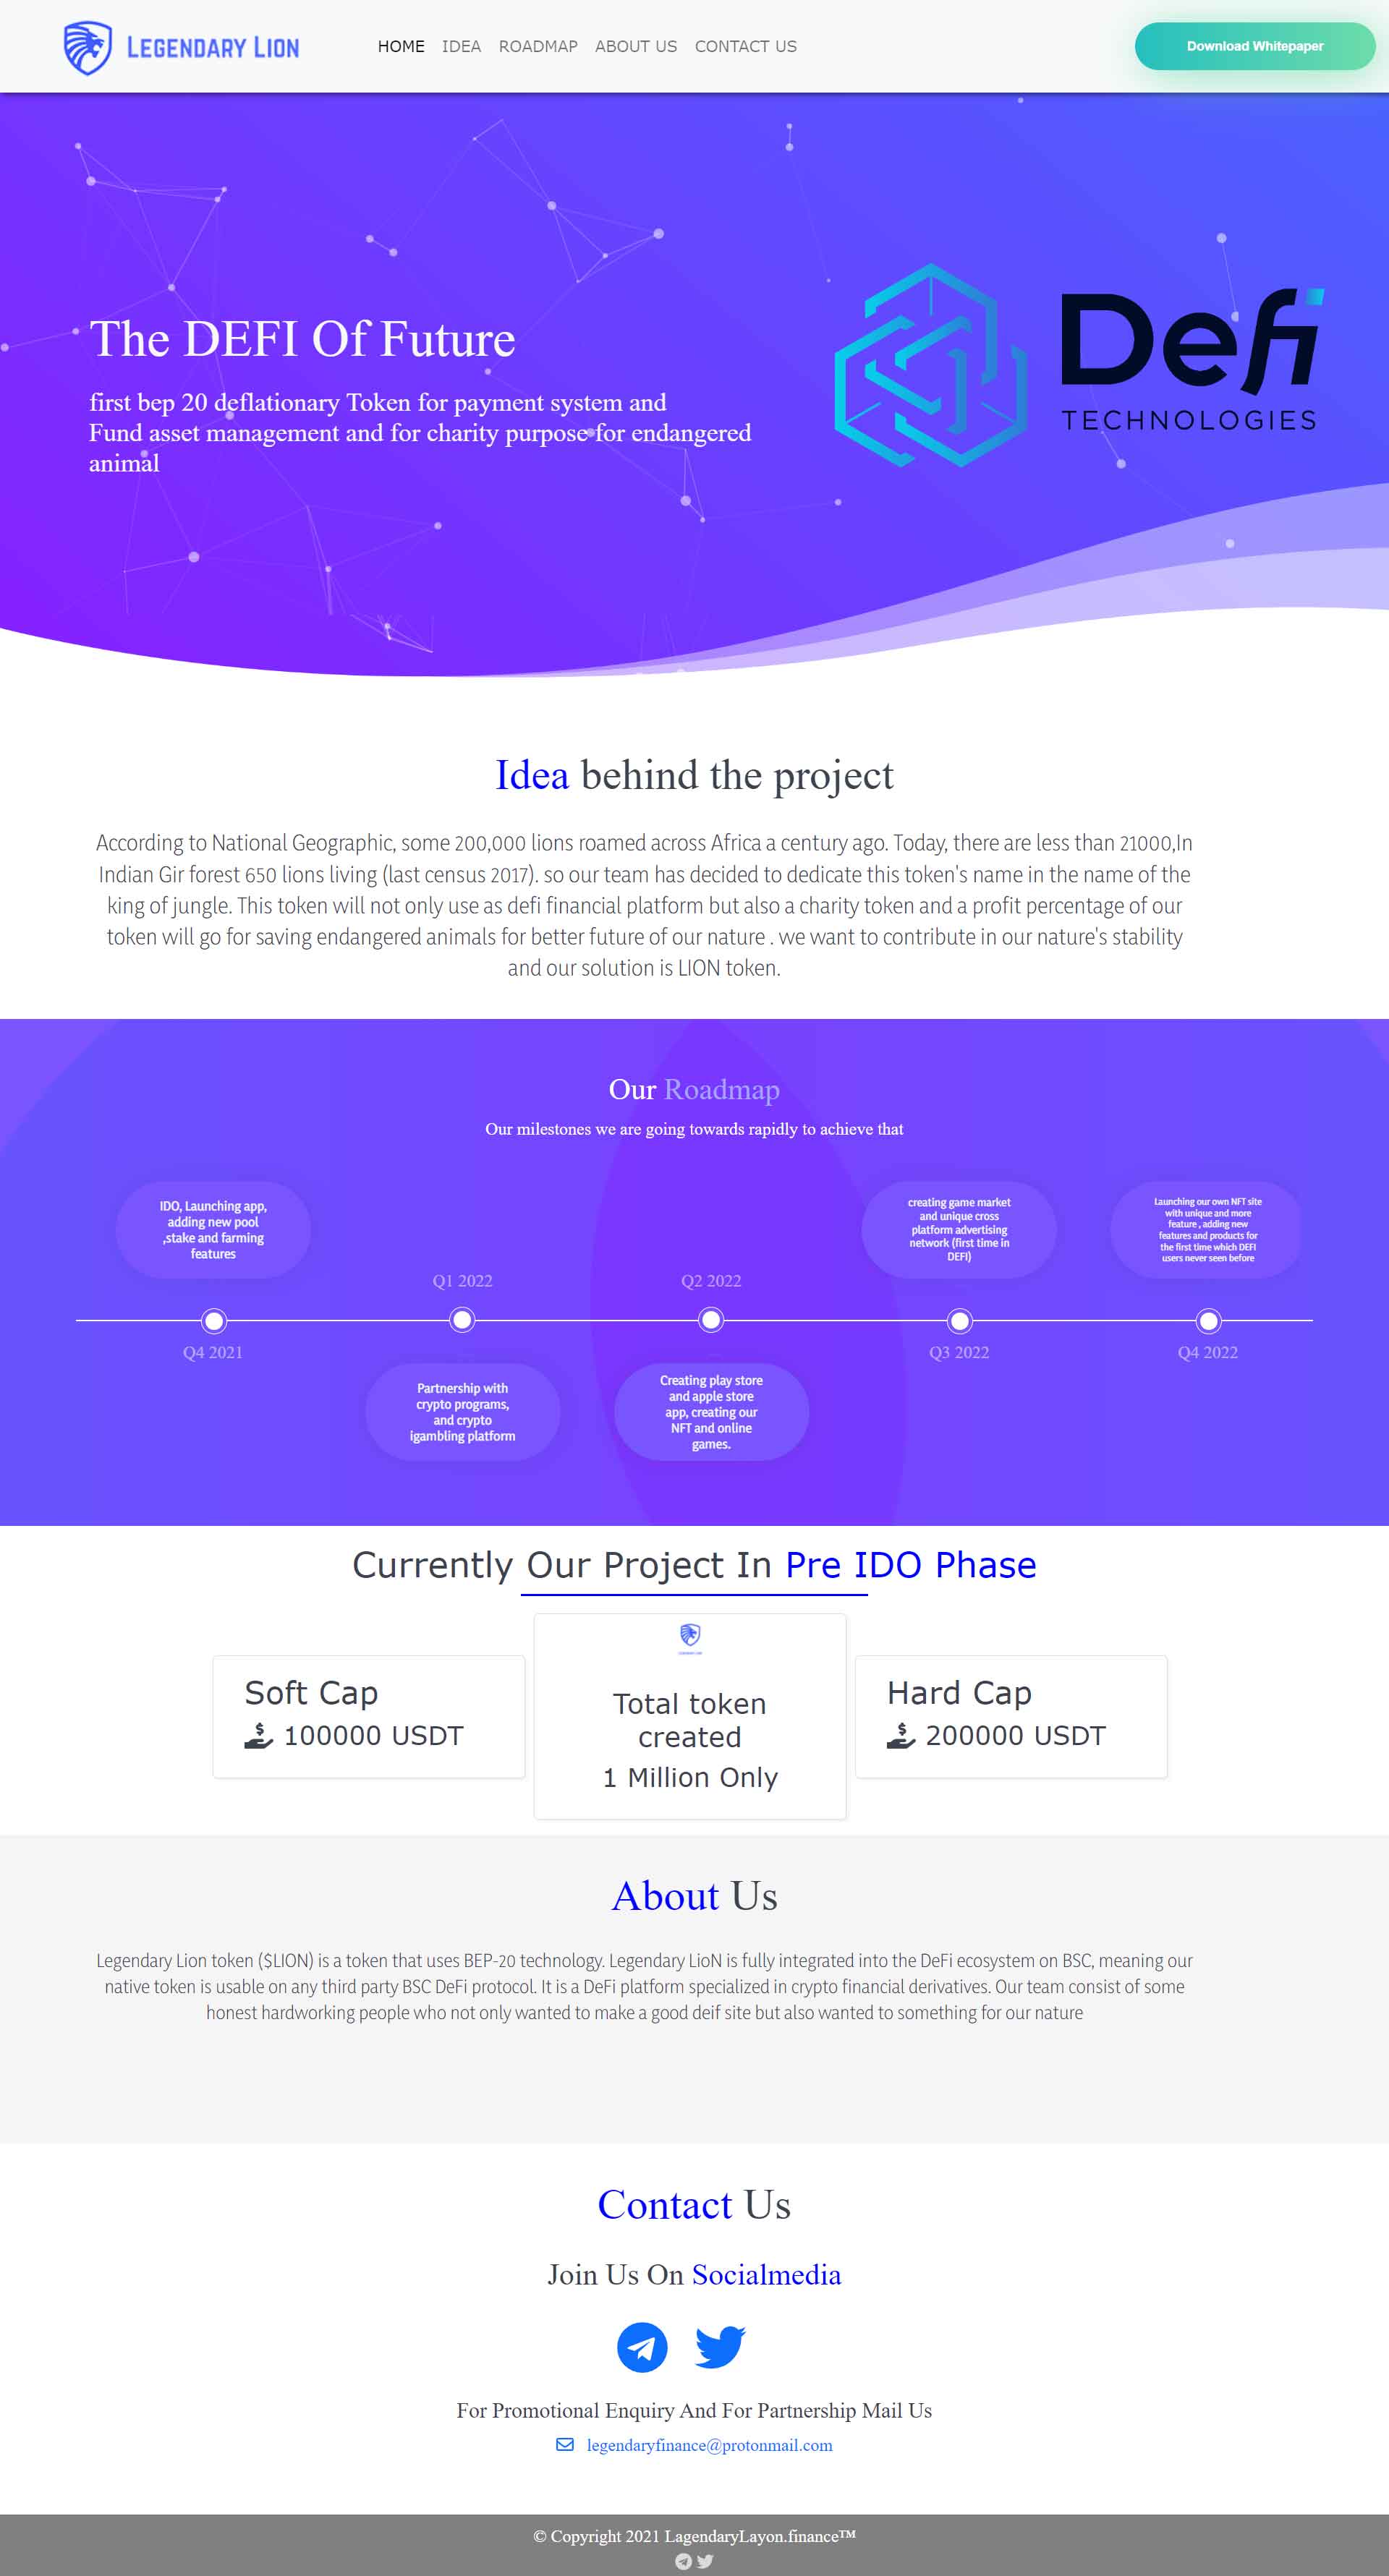 LEGENDARY LION
HOME IDEA ROADMAP ABOUT US CONTACT US
Download Whitepaper
The DEFI Of Future
first bep 20 deflationary Token for payment system and
Fund asset management and for charity purpose for endangered
animal
Defi
TECHNOLOGIES
Idea behind the project
According to National Geographic, some 200,000 lions roamed across Africa a century ago. Today, there are less than 21000,In
Indian Gir forest 650 lions living (last census 2017). so our team has decided to dedicate this token's name in the name of the
king of jungle. This token will not only use as defi financial platform but also a charity token and a profit percentage of our
token will go for saving endangered animals for better future of our nature . we want to contribute in our nature's stability
and our solution is LION token.
Our Roadmap
Our milestones we are going towards rapidly to achieve that
IDO, Launching app,
adding new pool
,stake and farming
features
Q4 2021
Q1 2022
Partnership with
crypto programs,
and crypto
igambling platform
Q2 2022
Creating play store
and apple store
app, creating our
NFT and online
games.
creating game market
and unique cross
platform advertising
network (first time in
DEFI)
Q3 2022
Launching our own NFT site
with unique and more
feature , adding new
features and products for
the first time which DEFI
users never seen before
Q4 2022
Currently Our Project In Pre IDO Phase
Soft Cap
100000 USDT
LEGENDARY LION
Total token
created
1 Million Only
Hard Cap
200000 USDT
About Us
Legendary Lion token ($LION) is a token that uses BEP-20 technology. Legendary LioN is fully integrated into the DeFi ecosystem on BSC, meaning our
native token is usable on any third party BSC DeFi protocol. It is a DeFi platform specialized in crypto financial derivatives. Our team consist of some
honest hardworking people who not only wanted to make a good deif site but also wanted to something for our nature
Contact Us
Join Us On Socialmedia
For Promotional Enquiry And For Partnership Mail Us
legendaryfinance@protonmail.com
© Copyright 2021 LagendaryLayon.finance™